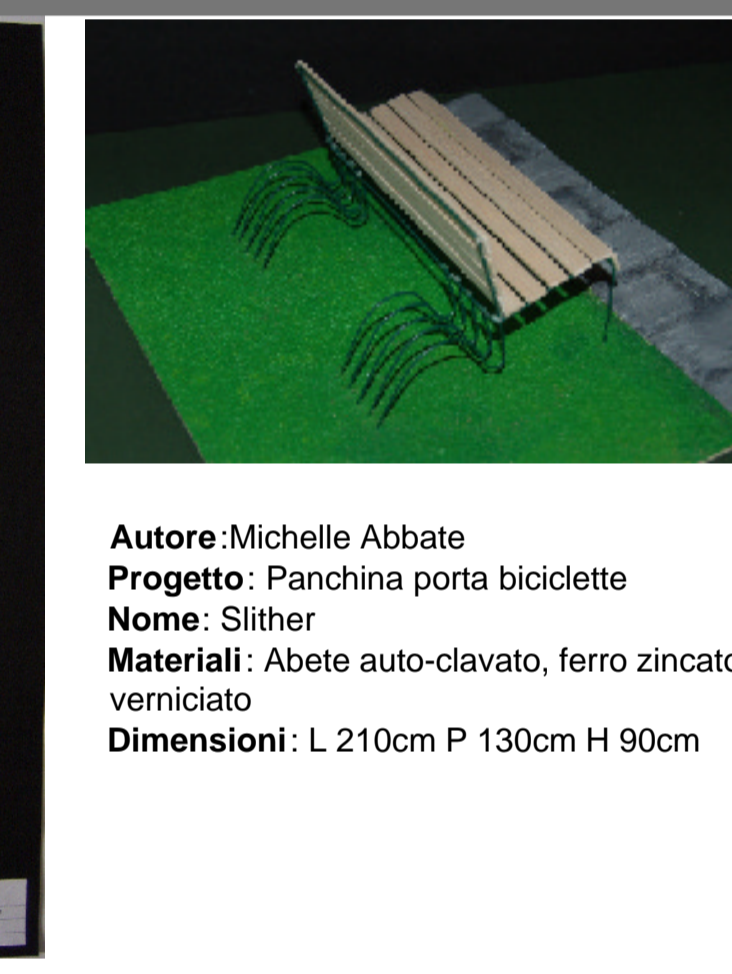 Autore:Michelle Abbate
Progetto: Panchina porta biciclette
Nome: Slither
Materiali: Abete auto-clavato, ferro zincato
verniciato
Dimensioni: L 210cm P 130cm H 90cm